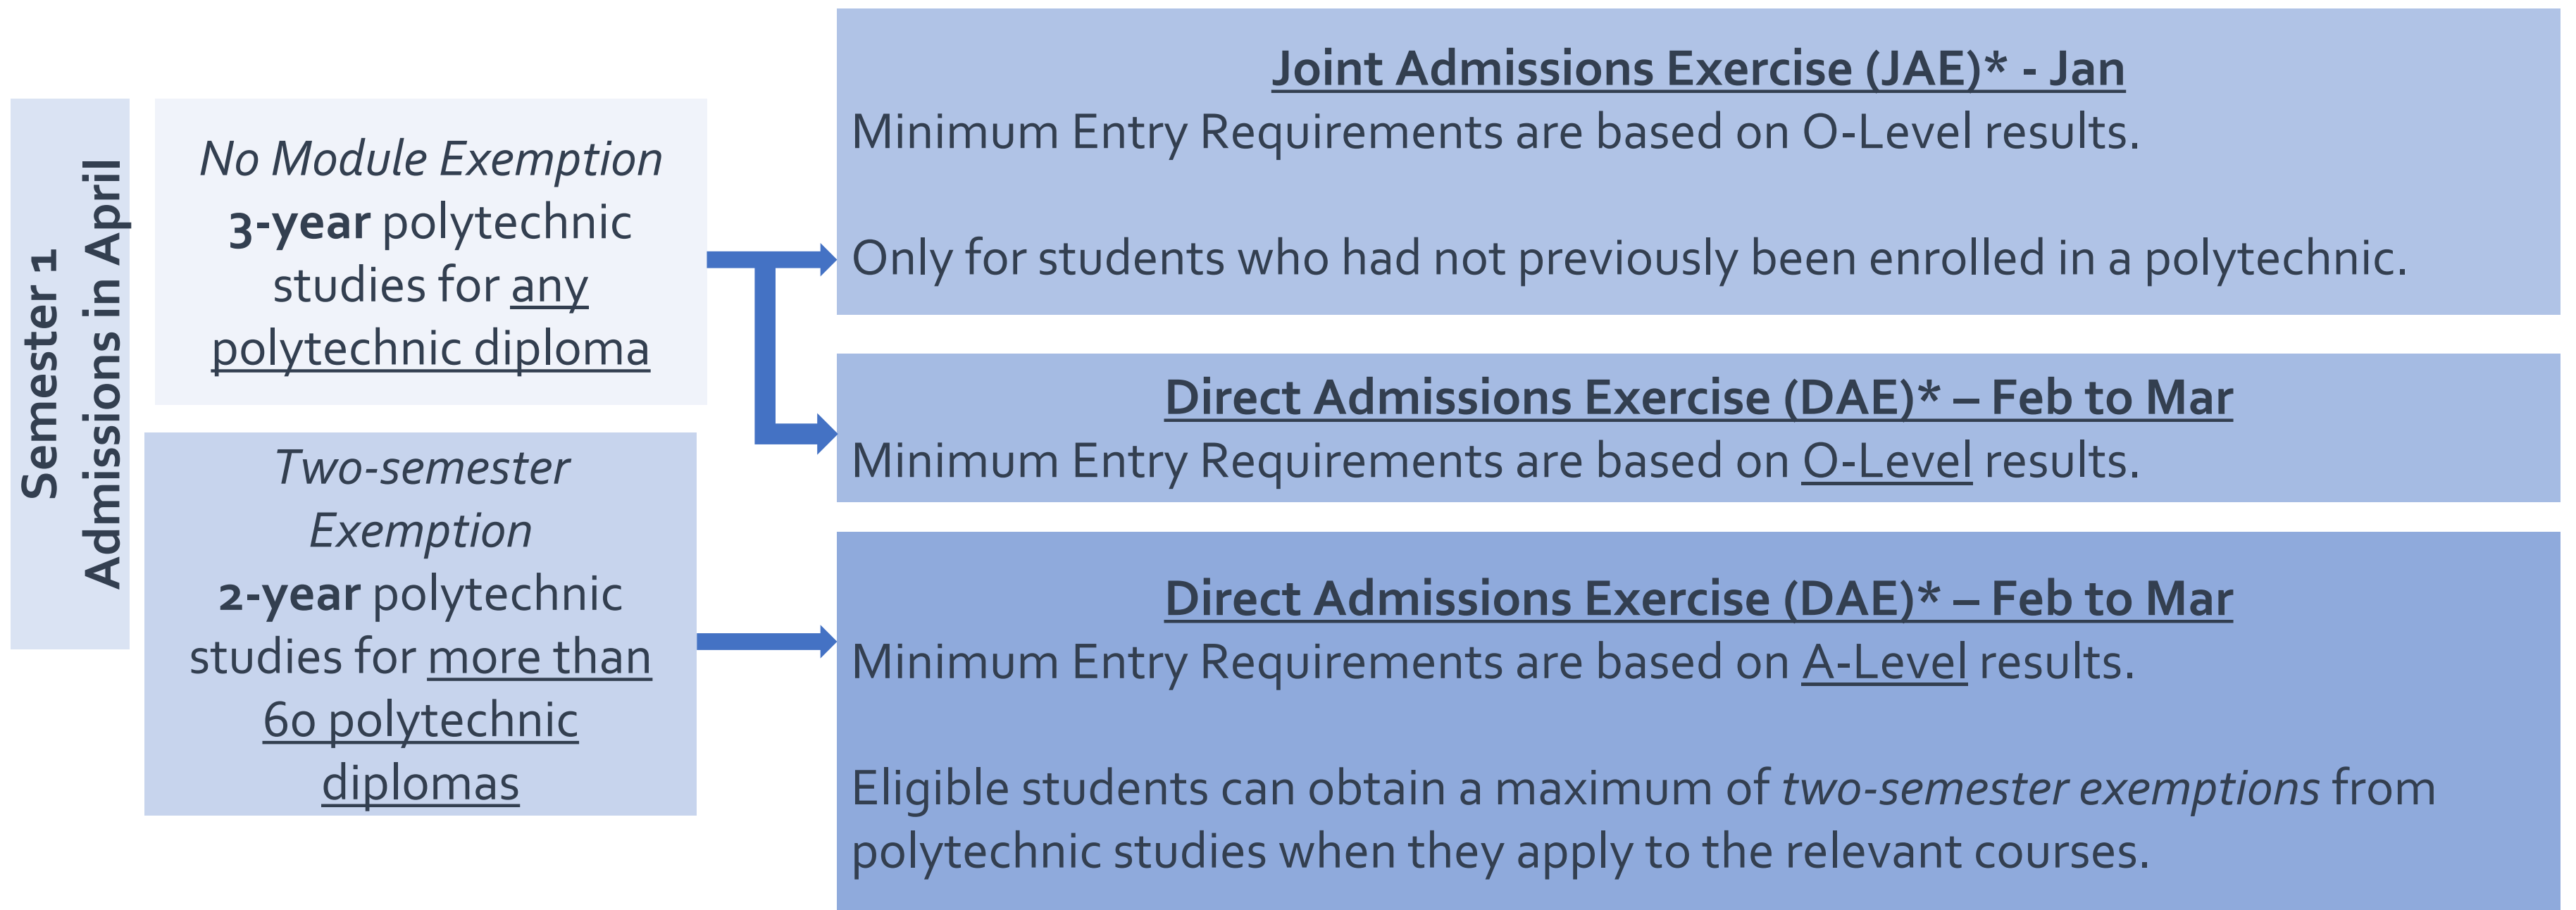 Semester 1
Admissions in April
No Module Exemption
3-year polytechnic
studies for any
polytechnic diploma
Two-semester
Exemption
2-year polytechnic
studies for more than
60 polytechnic
diplomas
Joint Admissions Exercise (JAE)* - Jan
Minimum Entry Requirements are based on O-Level results.
Only for students who had not previously been enrolled in a polytechnic.
Direct Admissions Exercise (DAE)* – Feb to Mar
Minimum Entry Requirements are based on O-Level results.
Direct Admissions Exercise (DAE)* – Feb to Mar
Minimum Entry Requirements are based on A-Level results.
Eligible students can obtain a maximum of two-semester exemptions from
polytechnic studies when they apply to the relevant courses.